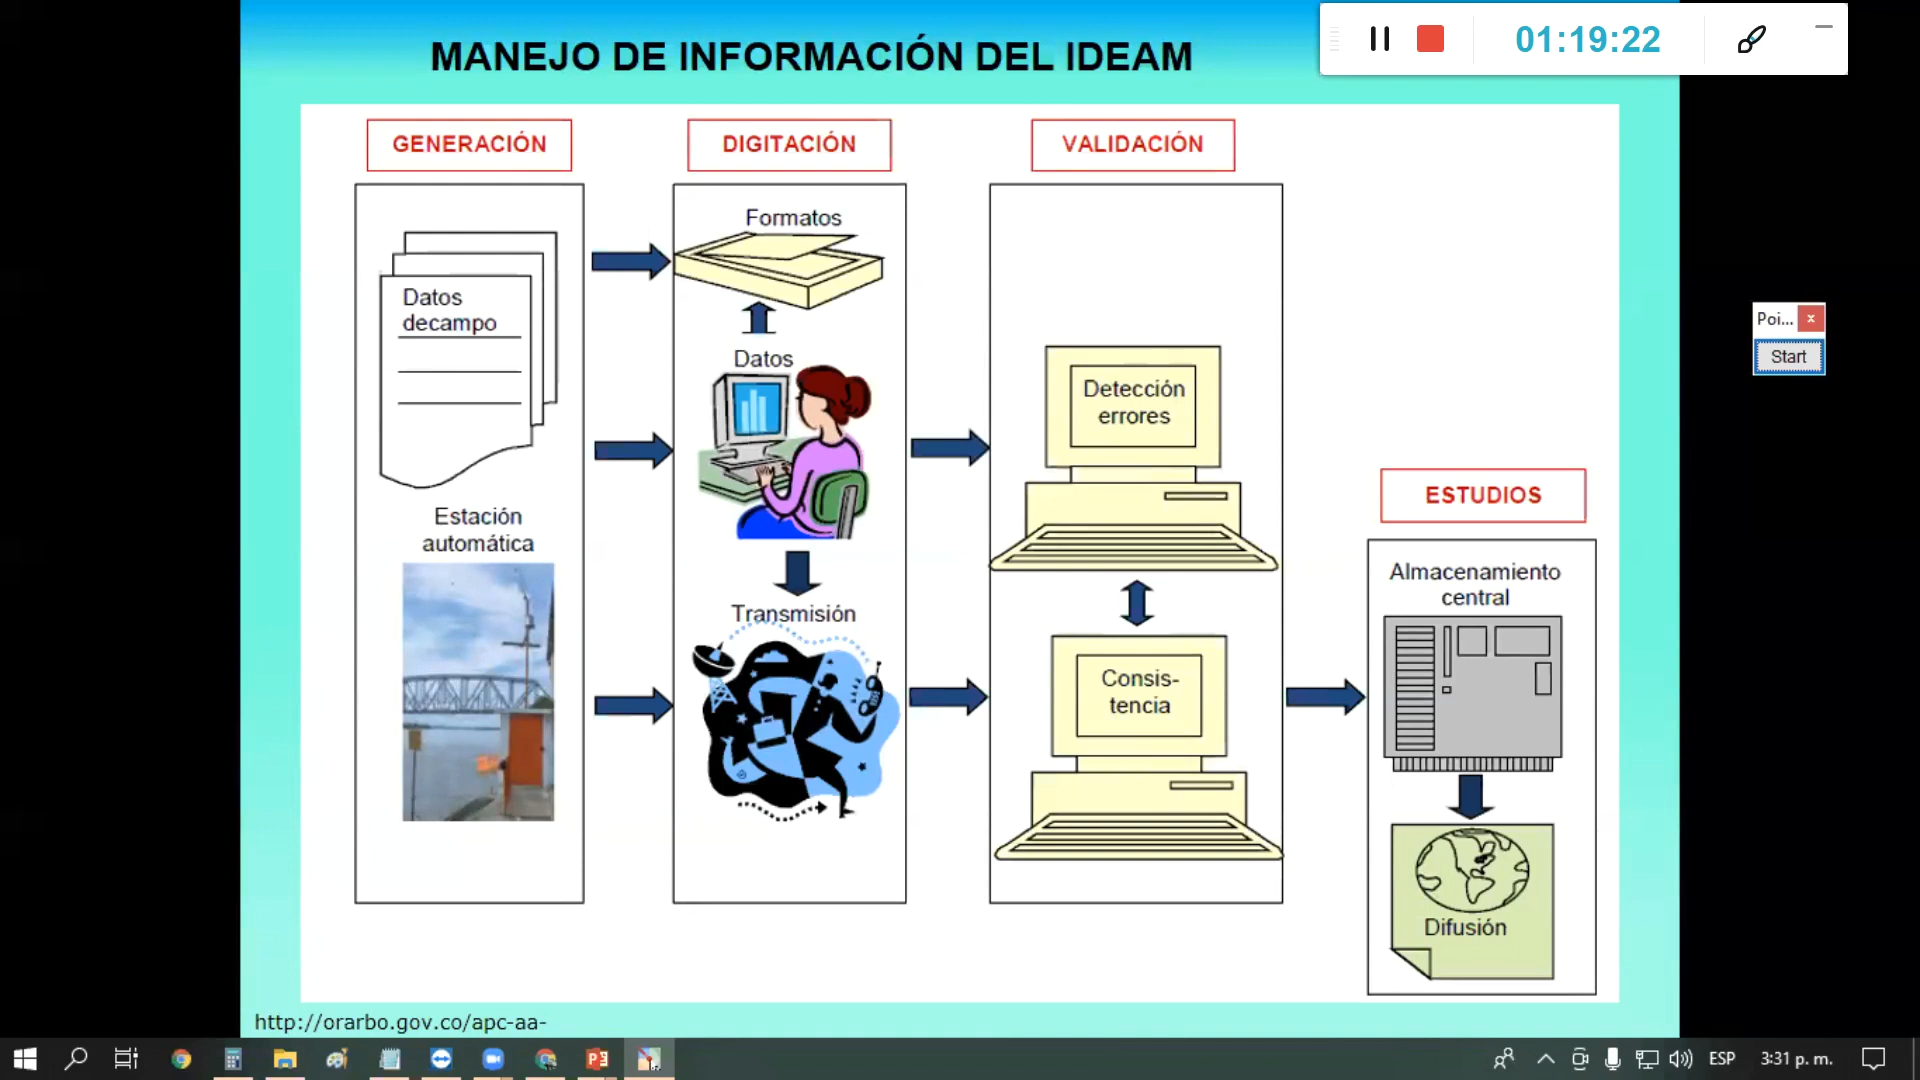 MANEJO DE INFORMACIÓN DEL IDEAM
01:19:22
GENERACIÓN
DIGITACIÓN
VALIDACIÓN
Formatos
Datos
decampo
Datos
Detección
errores
Estación
automática
Transmisión
Consis-
tencia
ESTUDIOS
Almacenamiento
central
Difusión
Poi...
x
Start
http://orarbo.gov.co/apc-aa-
ESP
3:31 p. m.